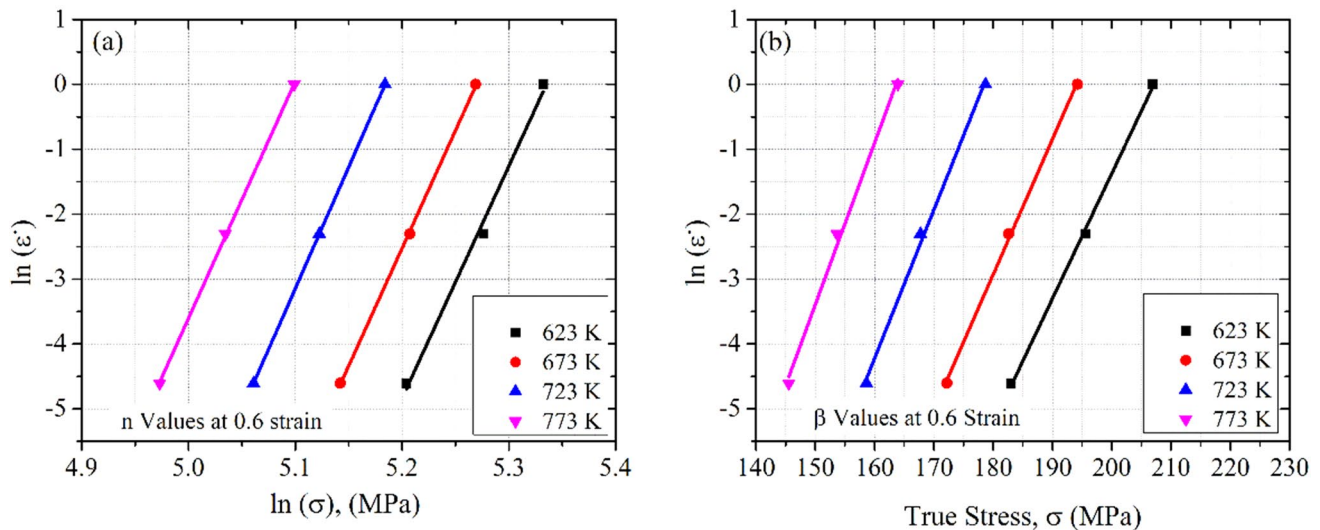 (a)
1
0
-1
-2
-3
-4
-5
ln (ε˙)
623 K
673 K
723 K
773 K
n Values at 0.6 strain
4.9 5.0 5.1 5.2 5.3 5.4
ln (σ), (MPa)
(b)
1
0
-1
-2
-3
-4
-5
ln (ε˙)
623 K
673 K
723 K
773 K
β Values at 0.6 Strain
140 150 160 170 180 190 200 210 220 230
True Stress, σ (MPa)